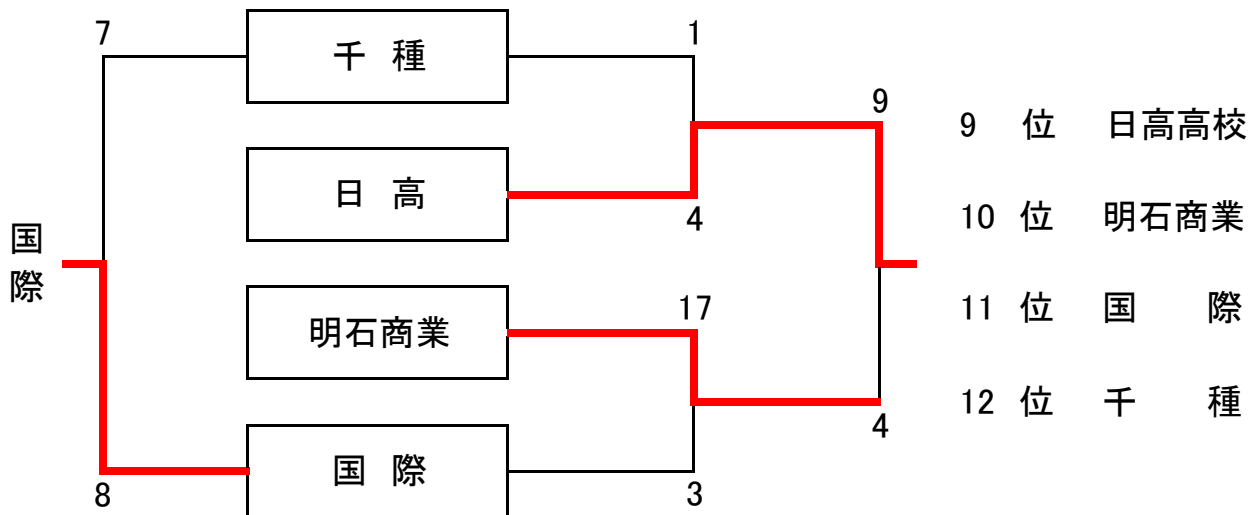 7
千 種
1
9
9 位 日高高校
日 高
4
10 位 明石商業
国際
明石商業
17
11 位 国 際
12 位 千 種
4
国 際
8
3